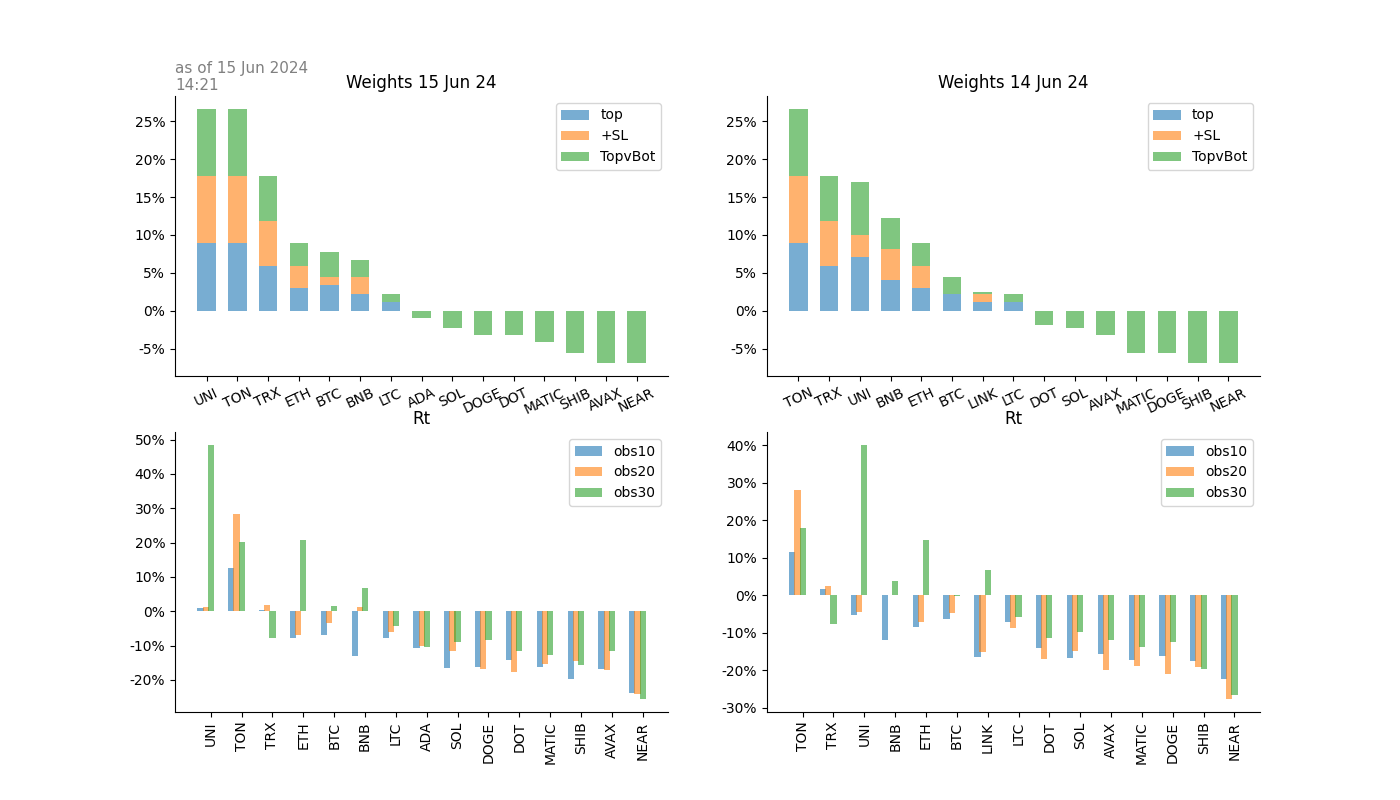 as of 15 Jun 2024
14:21
Weights 15 Jun 24
25%
20%
15%
10%
5%
0%
-5%
top
+SL
TopvBot
UNI TON TRX ETH BTC BNB LTC ADA SOL DOGE DOT MATIC SHIB AVAX NEAR
Weights 14 Jun 24
25%
20%
15%
10%
5%
0%
-5%
top
+SL
TopvBot
TON TRX UNI BNB ETH BTC LINK LTC DOT SOL AVAX MATIC DOGE SHIB NEAR
Rt
50%
40%
30%
20%
10%
0%
-10%
-20%
obs10
obs20
obs30
UNI TON TRX ETH BTC BNB LTC ADA SOL DOGE DOT MATIC SHIB AVAX NEAR
Rt
40%
30%
20%
10%
0%
-10%
-20%
-30%
obs10
obs20
obs30
TON TRX UNI BNB ETH BTC LINK LTC DOT SOL AVAX MATIC DOGE SHIB NEAR